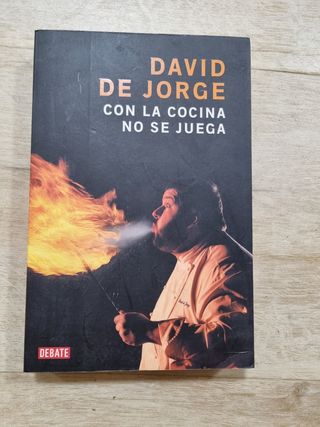 DAVID
DE JORGE
CON LA COCINA
NO SE JUEGA
DEBATE